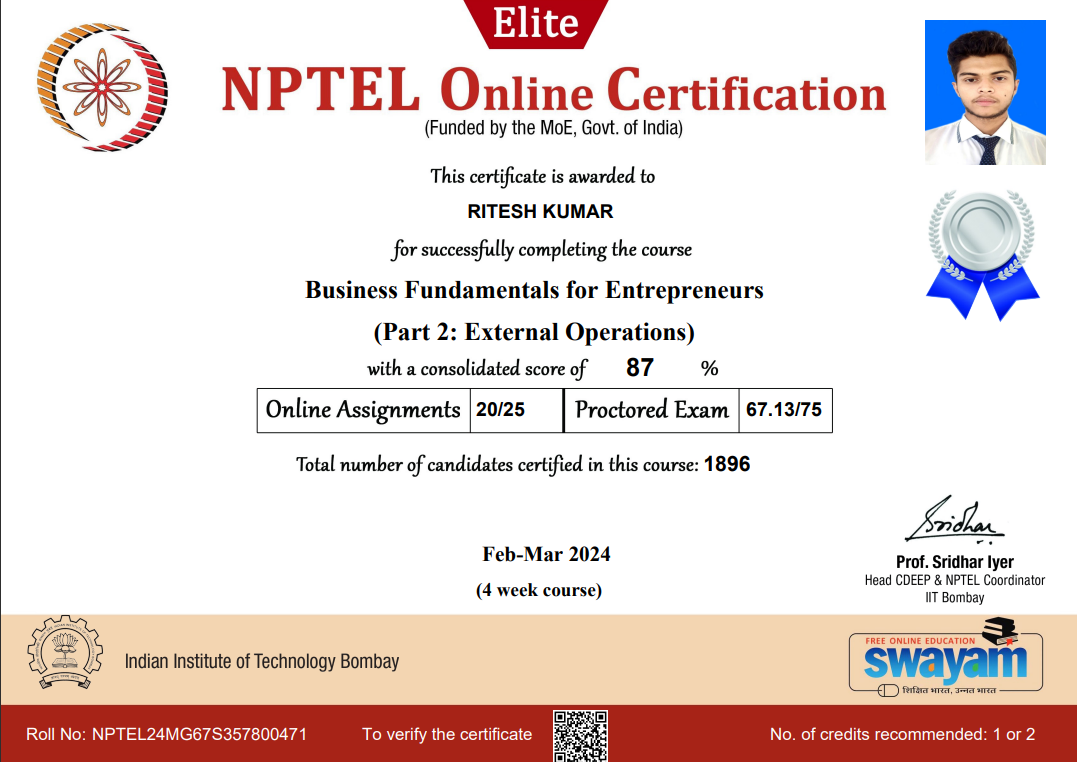 Elite
NPTEL Online Certification
(Funded by the MoE, Govt. of India)
This certificate is awarded to
RITESH KUMAR
for successfully completing the course
Business Fundamentals for Entrepreneurs
(Part 2: External Operations)
with a consolidated score of 87 %
Online Assignments 20/25 Proctored Exam 67.13/75
Total number of candidates certified in this course: 1896
Feb-Mar 2024
(4 week course)
Sridhar
Prof. Sridhar Iyer
Head CDEEP & NPTEL Coordinator
IIT Bombay
Indian Institute of Technology Bombay
FREE ONLINE EDUCATION
swayam
शिक्षित भारत, उन्नत भारत
Roll No: NPTEL24MG67S357800471 To verify the certificate No. of credits recommended: 1 or 2